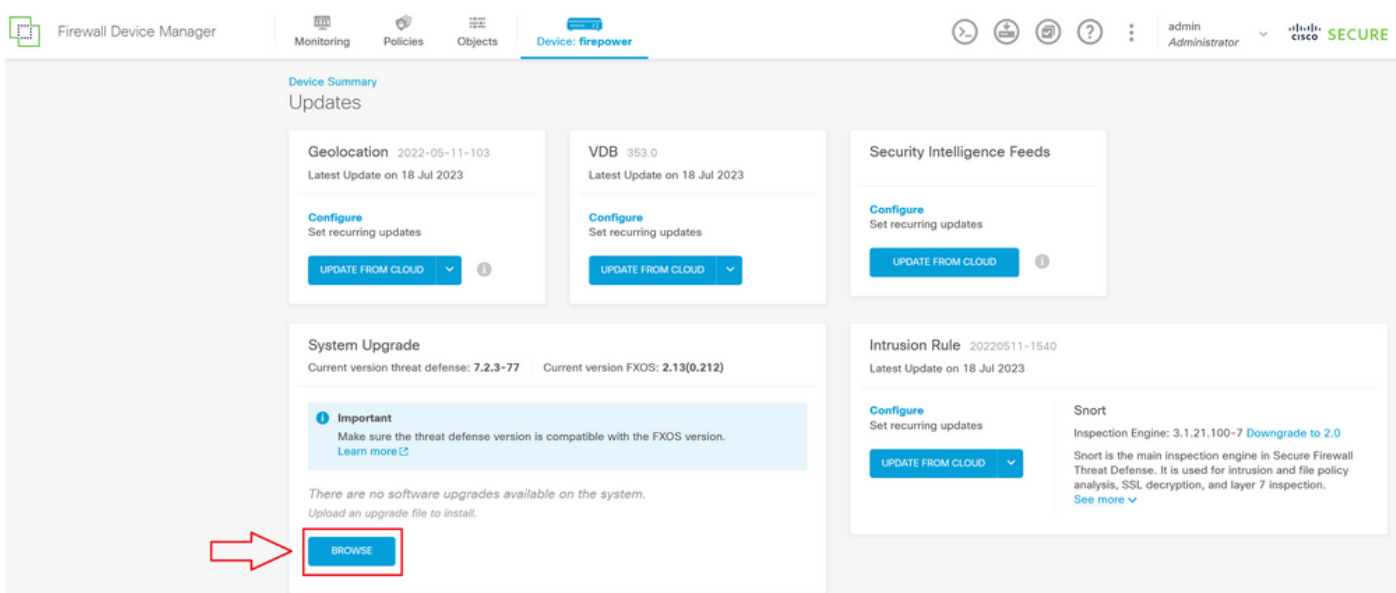 Firewall Device Manager
Monitoring
Policies
Objects
Device: firepower
admin
Administrator
cisco SECURE
Device Summary
Updates
Geolocation 2022-05-11-103
Latest Update on 18 Jul 2023
Configure
Set recurring updates
UPDATE FROM CLOUD
VDB 353.0
Latest Update on 18 Jul 2023
Configure
Set recurring updates
UPDATE FROM CLOUD
Security Intelligence Feeds
Configure
Set recurring updates
UPDATE FROM CLOUD
System Upgrade
Current version threat defense: 7.2.3-77 Current version FXOS: 2.13(0.212)
Important
Make sure the threat defense version is compatible with the FXOS version.
Learn more
There are no software upgrades available on the system.
Upload an upgrade file to install.
BROWSE
Intrusion Rule 20220511-1540
Latest Update on 18 Jul 2023
Configure
Set recurring updates
UPDATE FROM CLOUD
Snort
Inspection Engine: 3.1.21.100-7 Downgrade to 2.0
Snort is the main inspection engine in Secure Firewall
Threat Defense. It is used for intrusion and file policy
analysis, SSL decryption, and layer 7 inspection.
See more